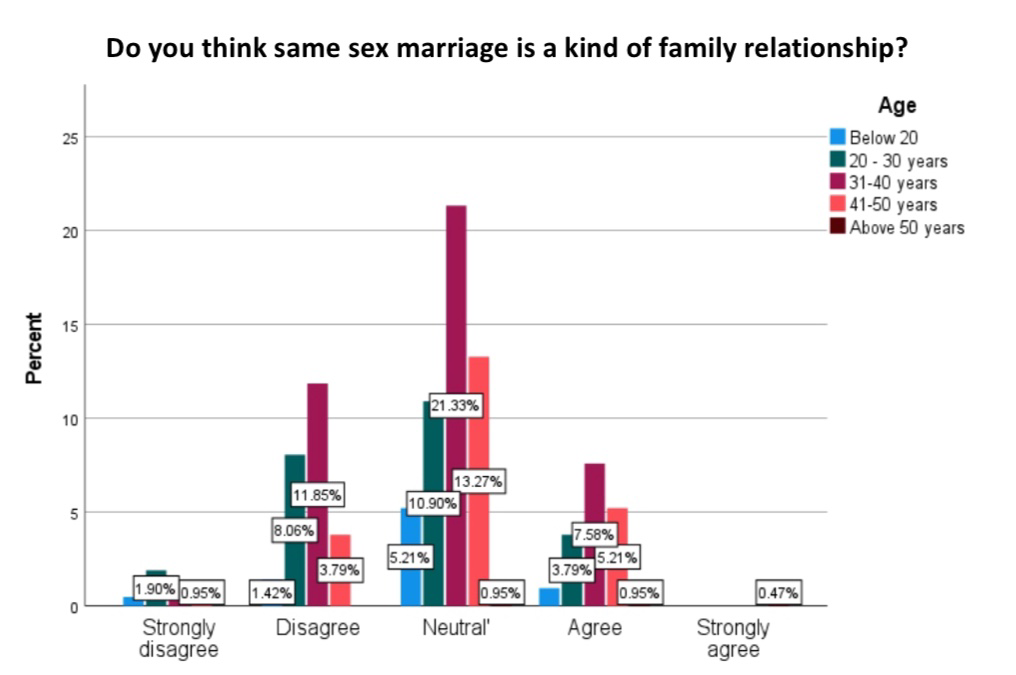 Do you think same sex marriage is a kind of family relationship?
Age
Below 20
20 - 30 years
31-40 years
41-50 years
Above 50 years
Percent
25
20
15
10
5
0
1.90%
0.95%
1.42%
8.06%
11.85%
3.79%
5.21%
10.90%
21.33%
13.27%
0.95%
3.79%
7.58%
5.21%
0.95%
0.47%
Strongly
disagree
Disagree
Neutral'
Agree
Strongly
agree